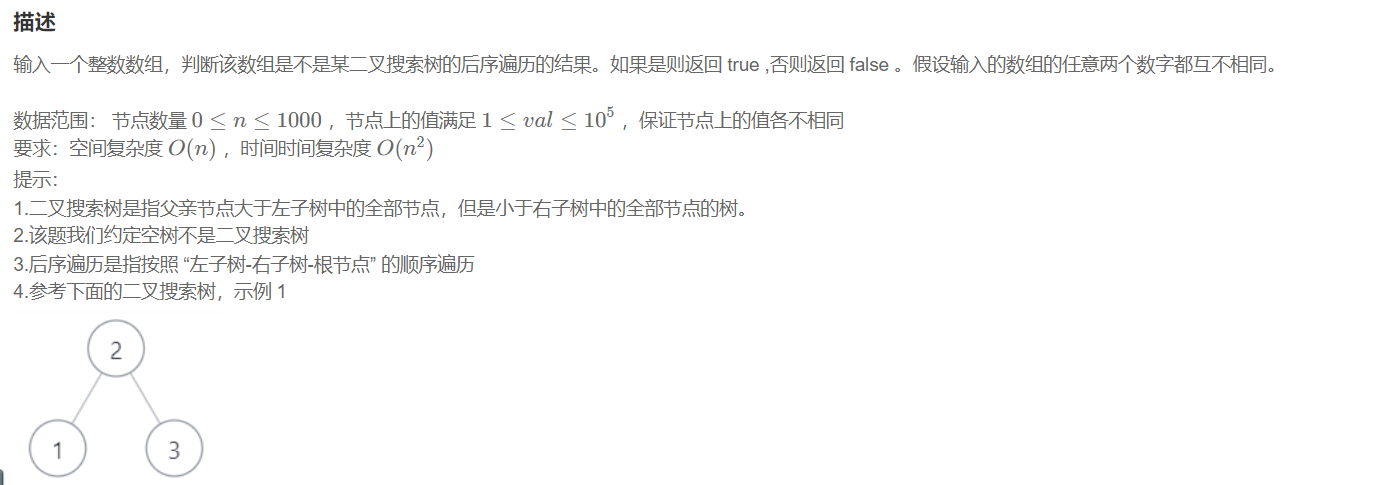 描述
输入一个整数数组，判断该数组是不是某二叉搜索树的后序遍历的结果。如果是则返回 true ,否则返回 false 。假设输入的数组的任意两个数字都互不相同。
数据范围： 节点数量 0 ≤ n ≤ 1000 ，节点上的值满足 1 ≤ val ≤ 10⁵ ，保证节点上的值各不相同
要求：空间复杂度 O(n) ，时间时间复杂度 O(n²)
提示：
1.二叉搜索树是指父亲节点大于左子树中的全部节点，但是小于右子树中的全部节点的树。
2.该题我们约定空树不是二叉搜索树
3.后序遍历是指按照 “左子树-右子树-根节点” 的顺序遍历
4.参考下面的二叉搜索树，示例 1
2
1 3